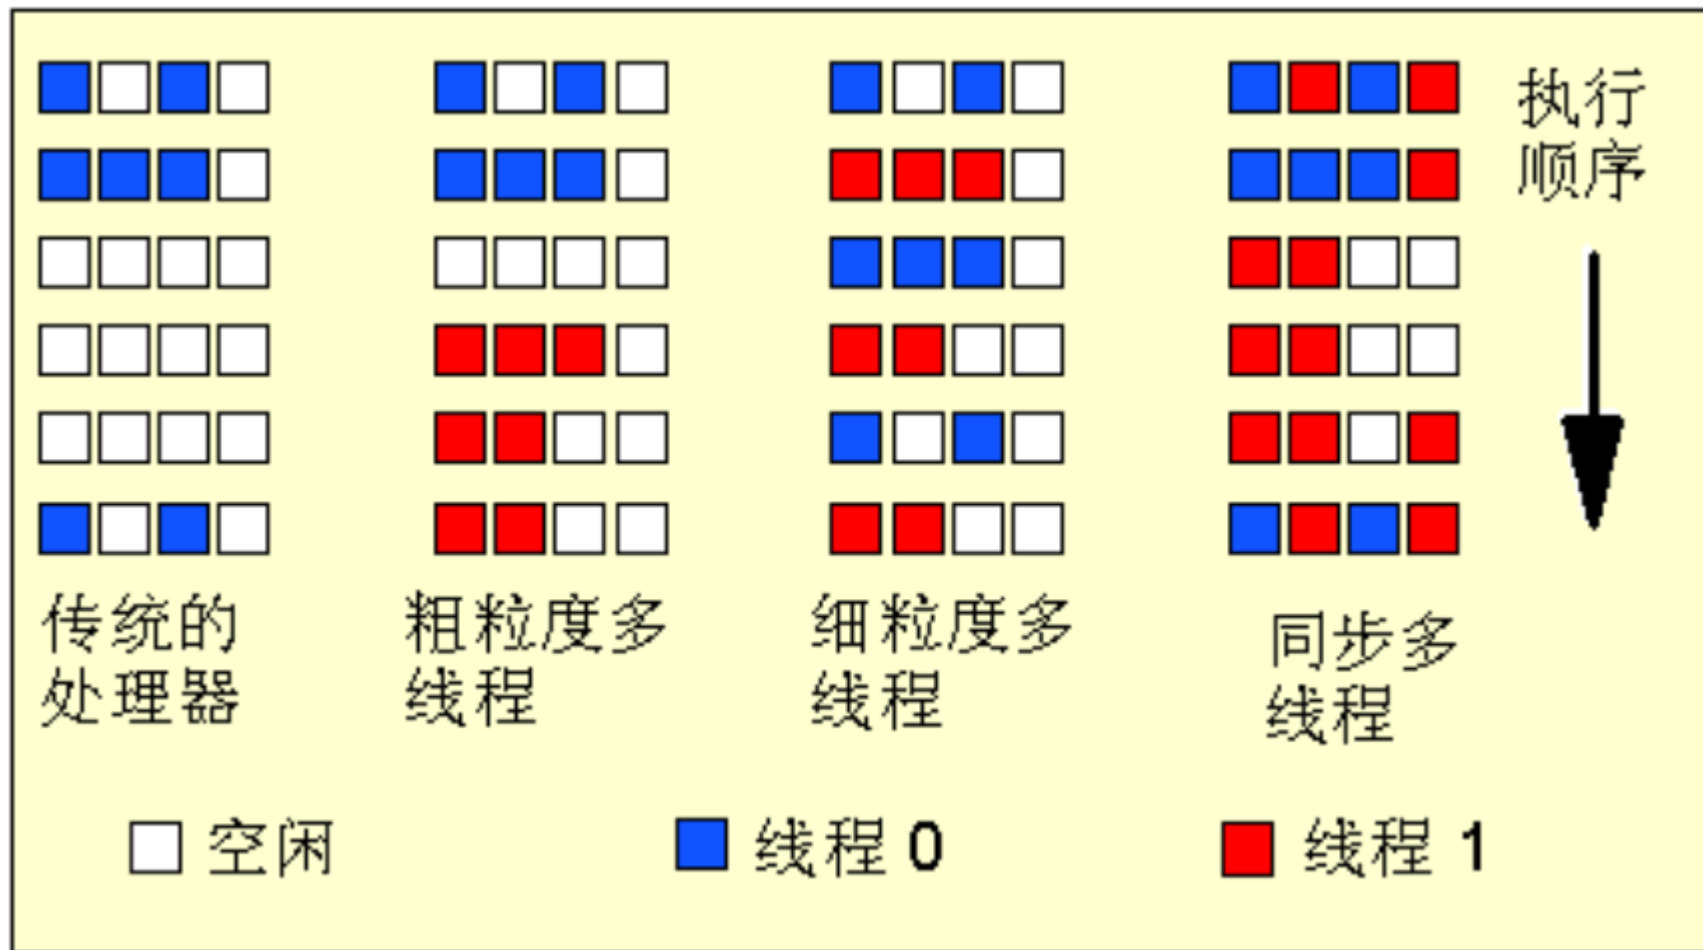 执行
顺序
传统的
处理器
粗粒度多
线程
细粒度多
线程
同步多
线程
空闲
线程 0
线程 1